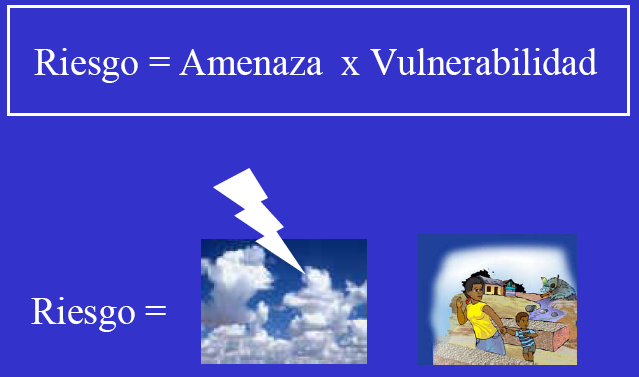 Riesgo = Amenaza x Vulnerabilidad
Riesgo =